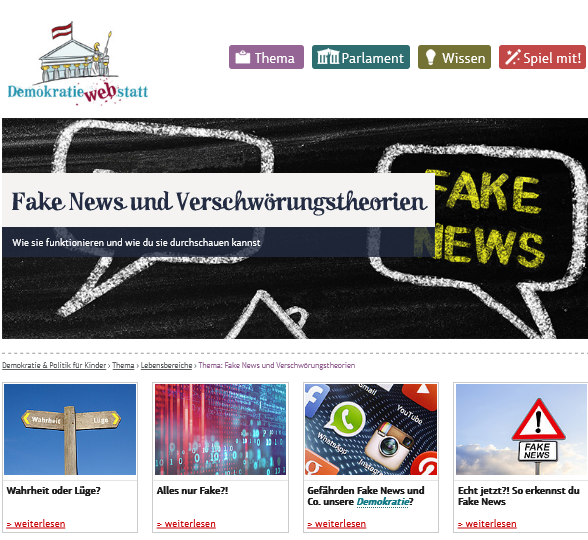 Demokratiewebstatt
Thema
Parlament
Wissen
Spiel mit!
FAKE
NEWS
Fake News und Verschwörungstheorien
Wie sie funktionieren und wie du sie durchschauen kannst
Demokratie & Politik für Kinder › Thema › Lebensbereiche › Thema: Fake News und Verschwörungstheorien
Wahrheit
Lüge
Gmail
YouTube
WhatsApp
FAKE
NEWS
Wahrheit oder Lüge?
Alles nur Fake?!
Gefährden Fake News und
Co. unsere Demokratie?
Echt jetzt?! So erkennst du
Fake News
> weiterlesen
> weiterlesen
> weiterlesen
> weiterlesen